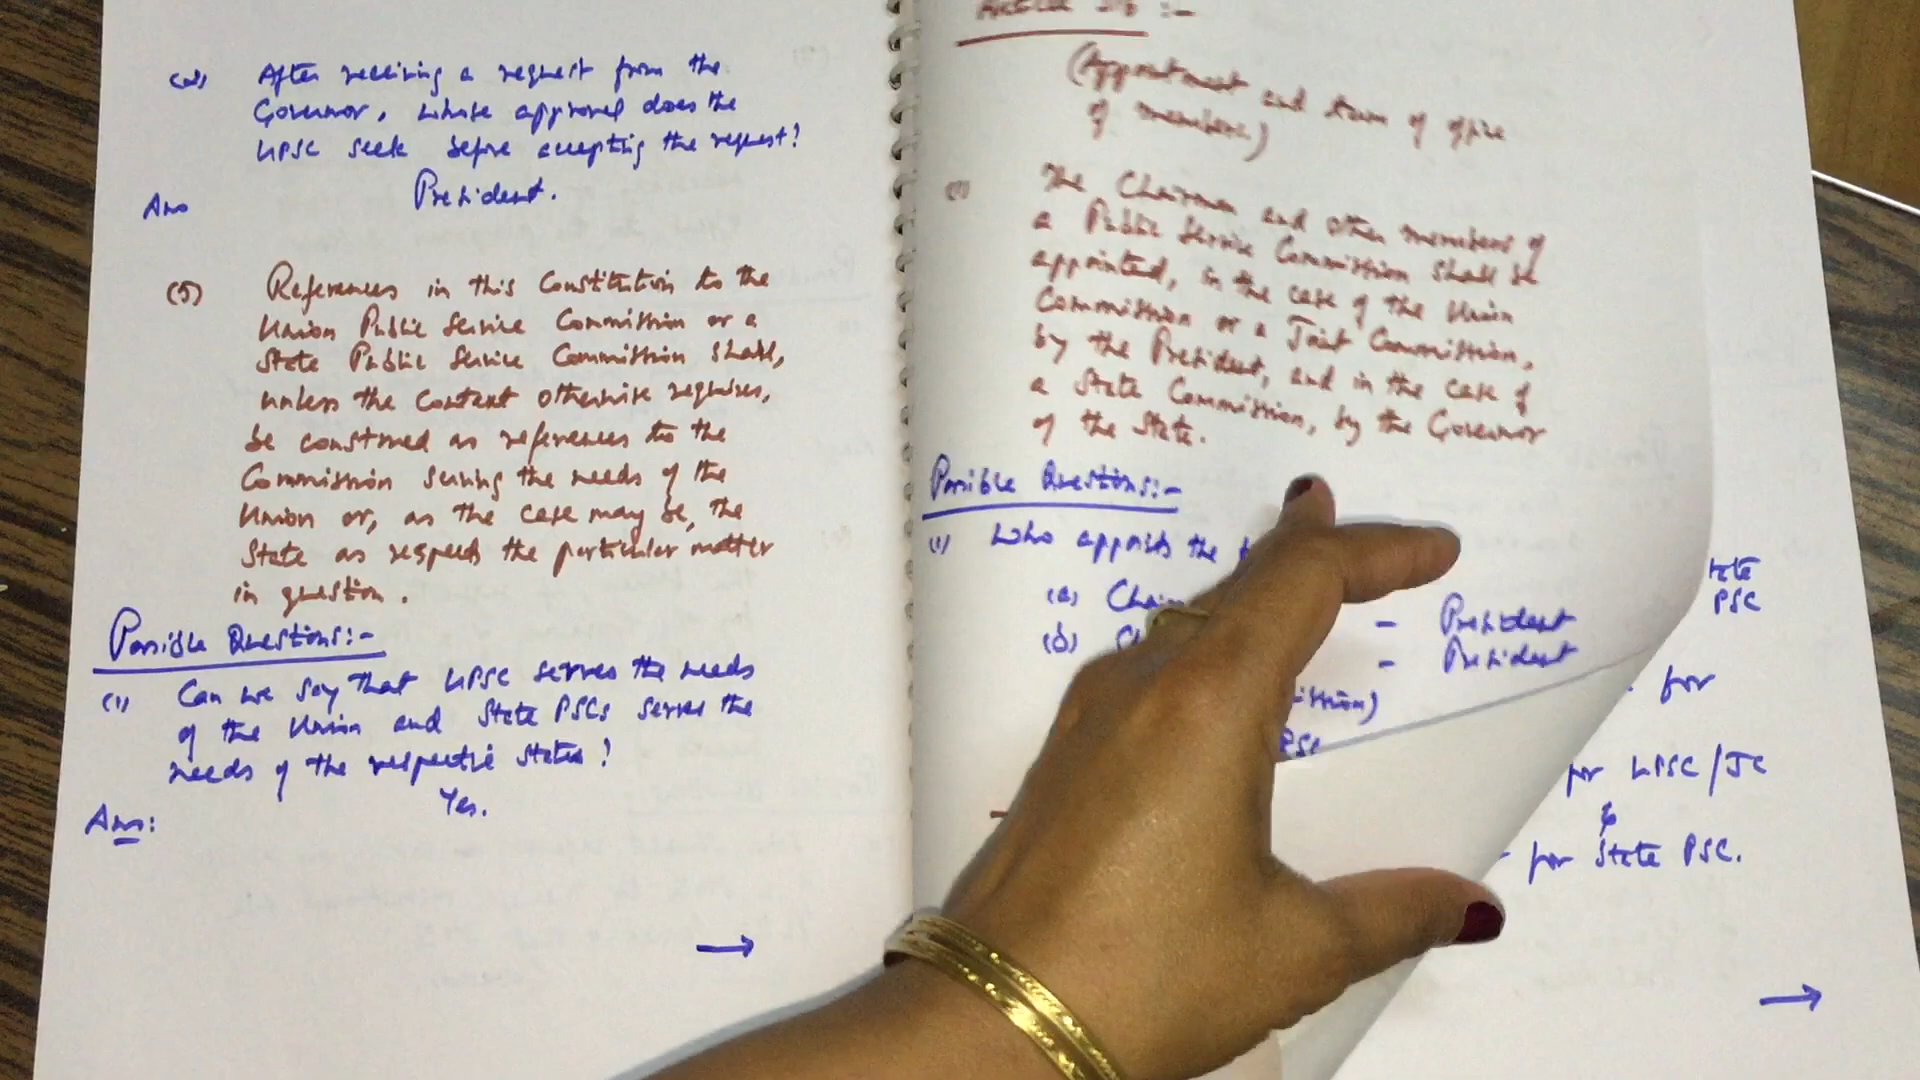 (2) After receiving a request from the
Governor, whose approval does the
UPSC seek before accepting the request?
Ans President.
(5) References in this Constitution to the
Union Public Service Commission or a
State Public Service Commission shall,
unless the context otherwise requires,
be construed as references to the
Commission serving the needs of the
Union or, as the case may be, the
State as respects the particular matter
in question.
Possible Questions:-
(1) Can we say that UPSC serves the needs
of the Union and State PSCs serves the
needs of the respective States?
Ans: Yes.
→
Article :-
(Appointment and term of office
of members)
(1) The Chairman and other members of
a Public Service Commission shall be
appointed, in the case of the Union
Commission or a Joint Commission,
by the President, and in the case of
a State Commission, by the Governor
of the State.
Possible Questions:-
(1) Who appoints the
(a) - President
(b) - President
PSC
for
for UPSC/JC
&
for State PSC.
→